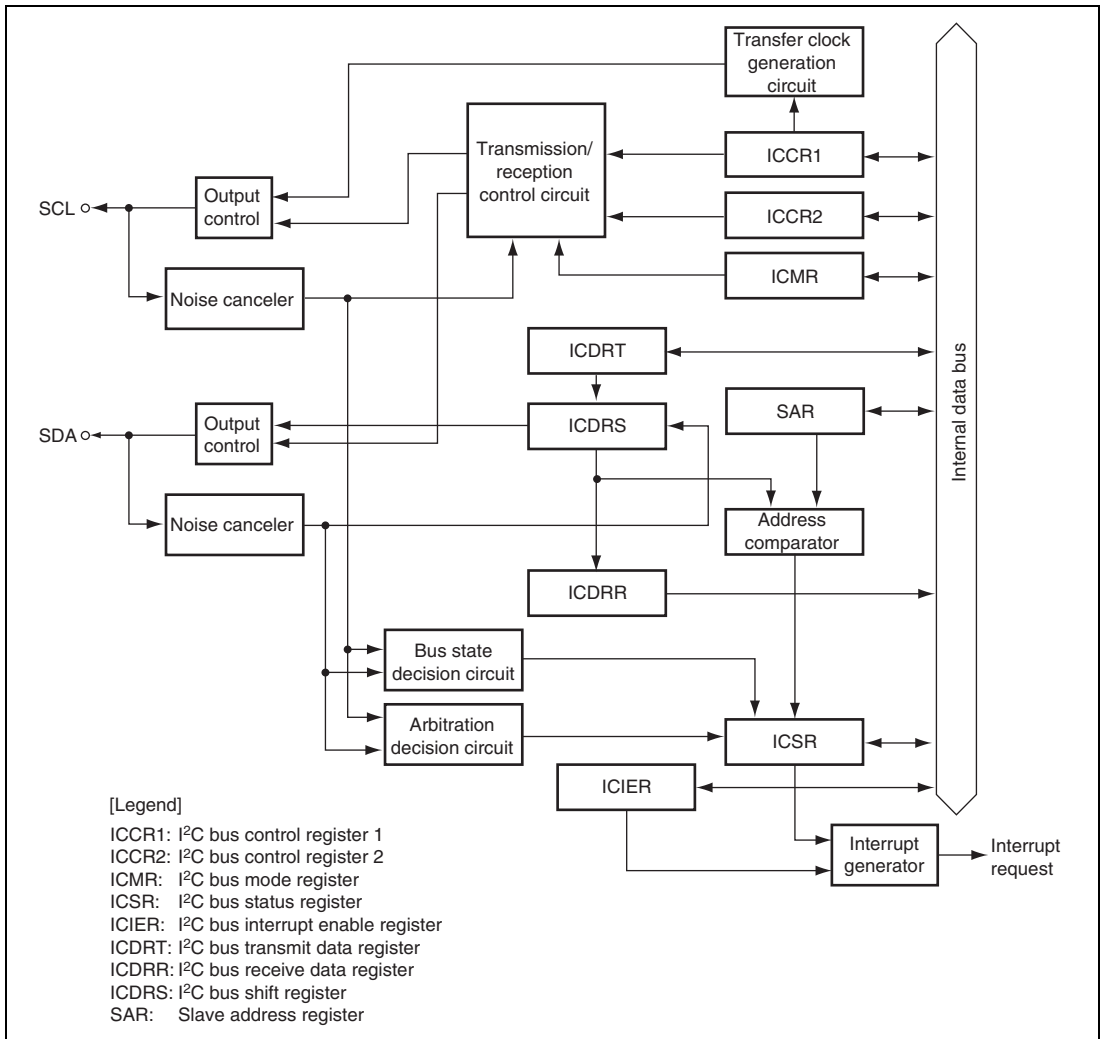 Transfer clock
generation
circuit
Transmission/
reception
control circuit
ICCR1
SCL
Output
control
ICCR2
ICMR
Noise canceler
Internal data bus
ICDRT
SAR
SDA
Output
control
ICDRS
Noise canceler
Address
comparator
ICDRR
Bus state
decision circuit
Arbitration
decision circuit
ICSR
ICIER
Interrupt
generator
Interrupt
request
[Legend]
ICCR1: I²C bus control register 1
ICCR2: I²C bus control register 2
ICMR: I²C bus mode register
ICSR: I²C bus status register
ICIER: I²C bus interrupt enable register
ICDRT: I²C bus transmit data register
ICDRR: I²C bus receive data register
ICDRS: I²C bus shift register
SAR: Slave address register